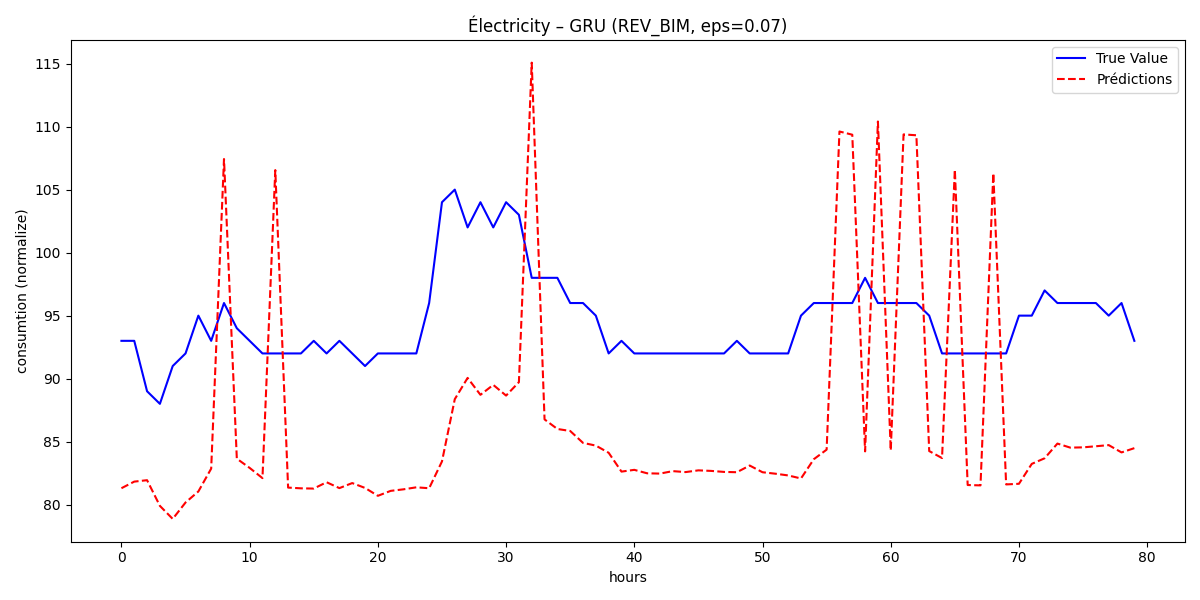 Électricity – GRU (REV_BIM, eps=0.07)
True Value
Prédictions
consumtion (normalize)
115
110
105
100
95
90
85
80
0 10 20 30 40 50 60 70 80
hours